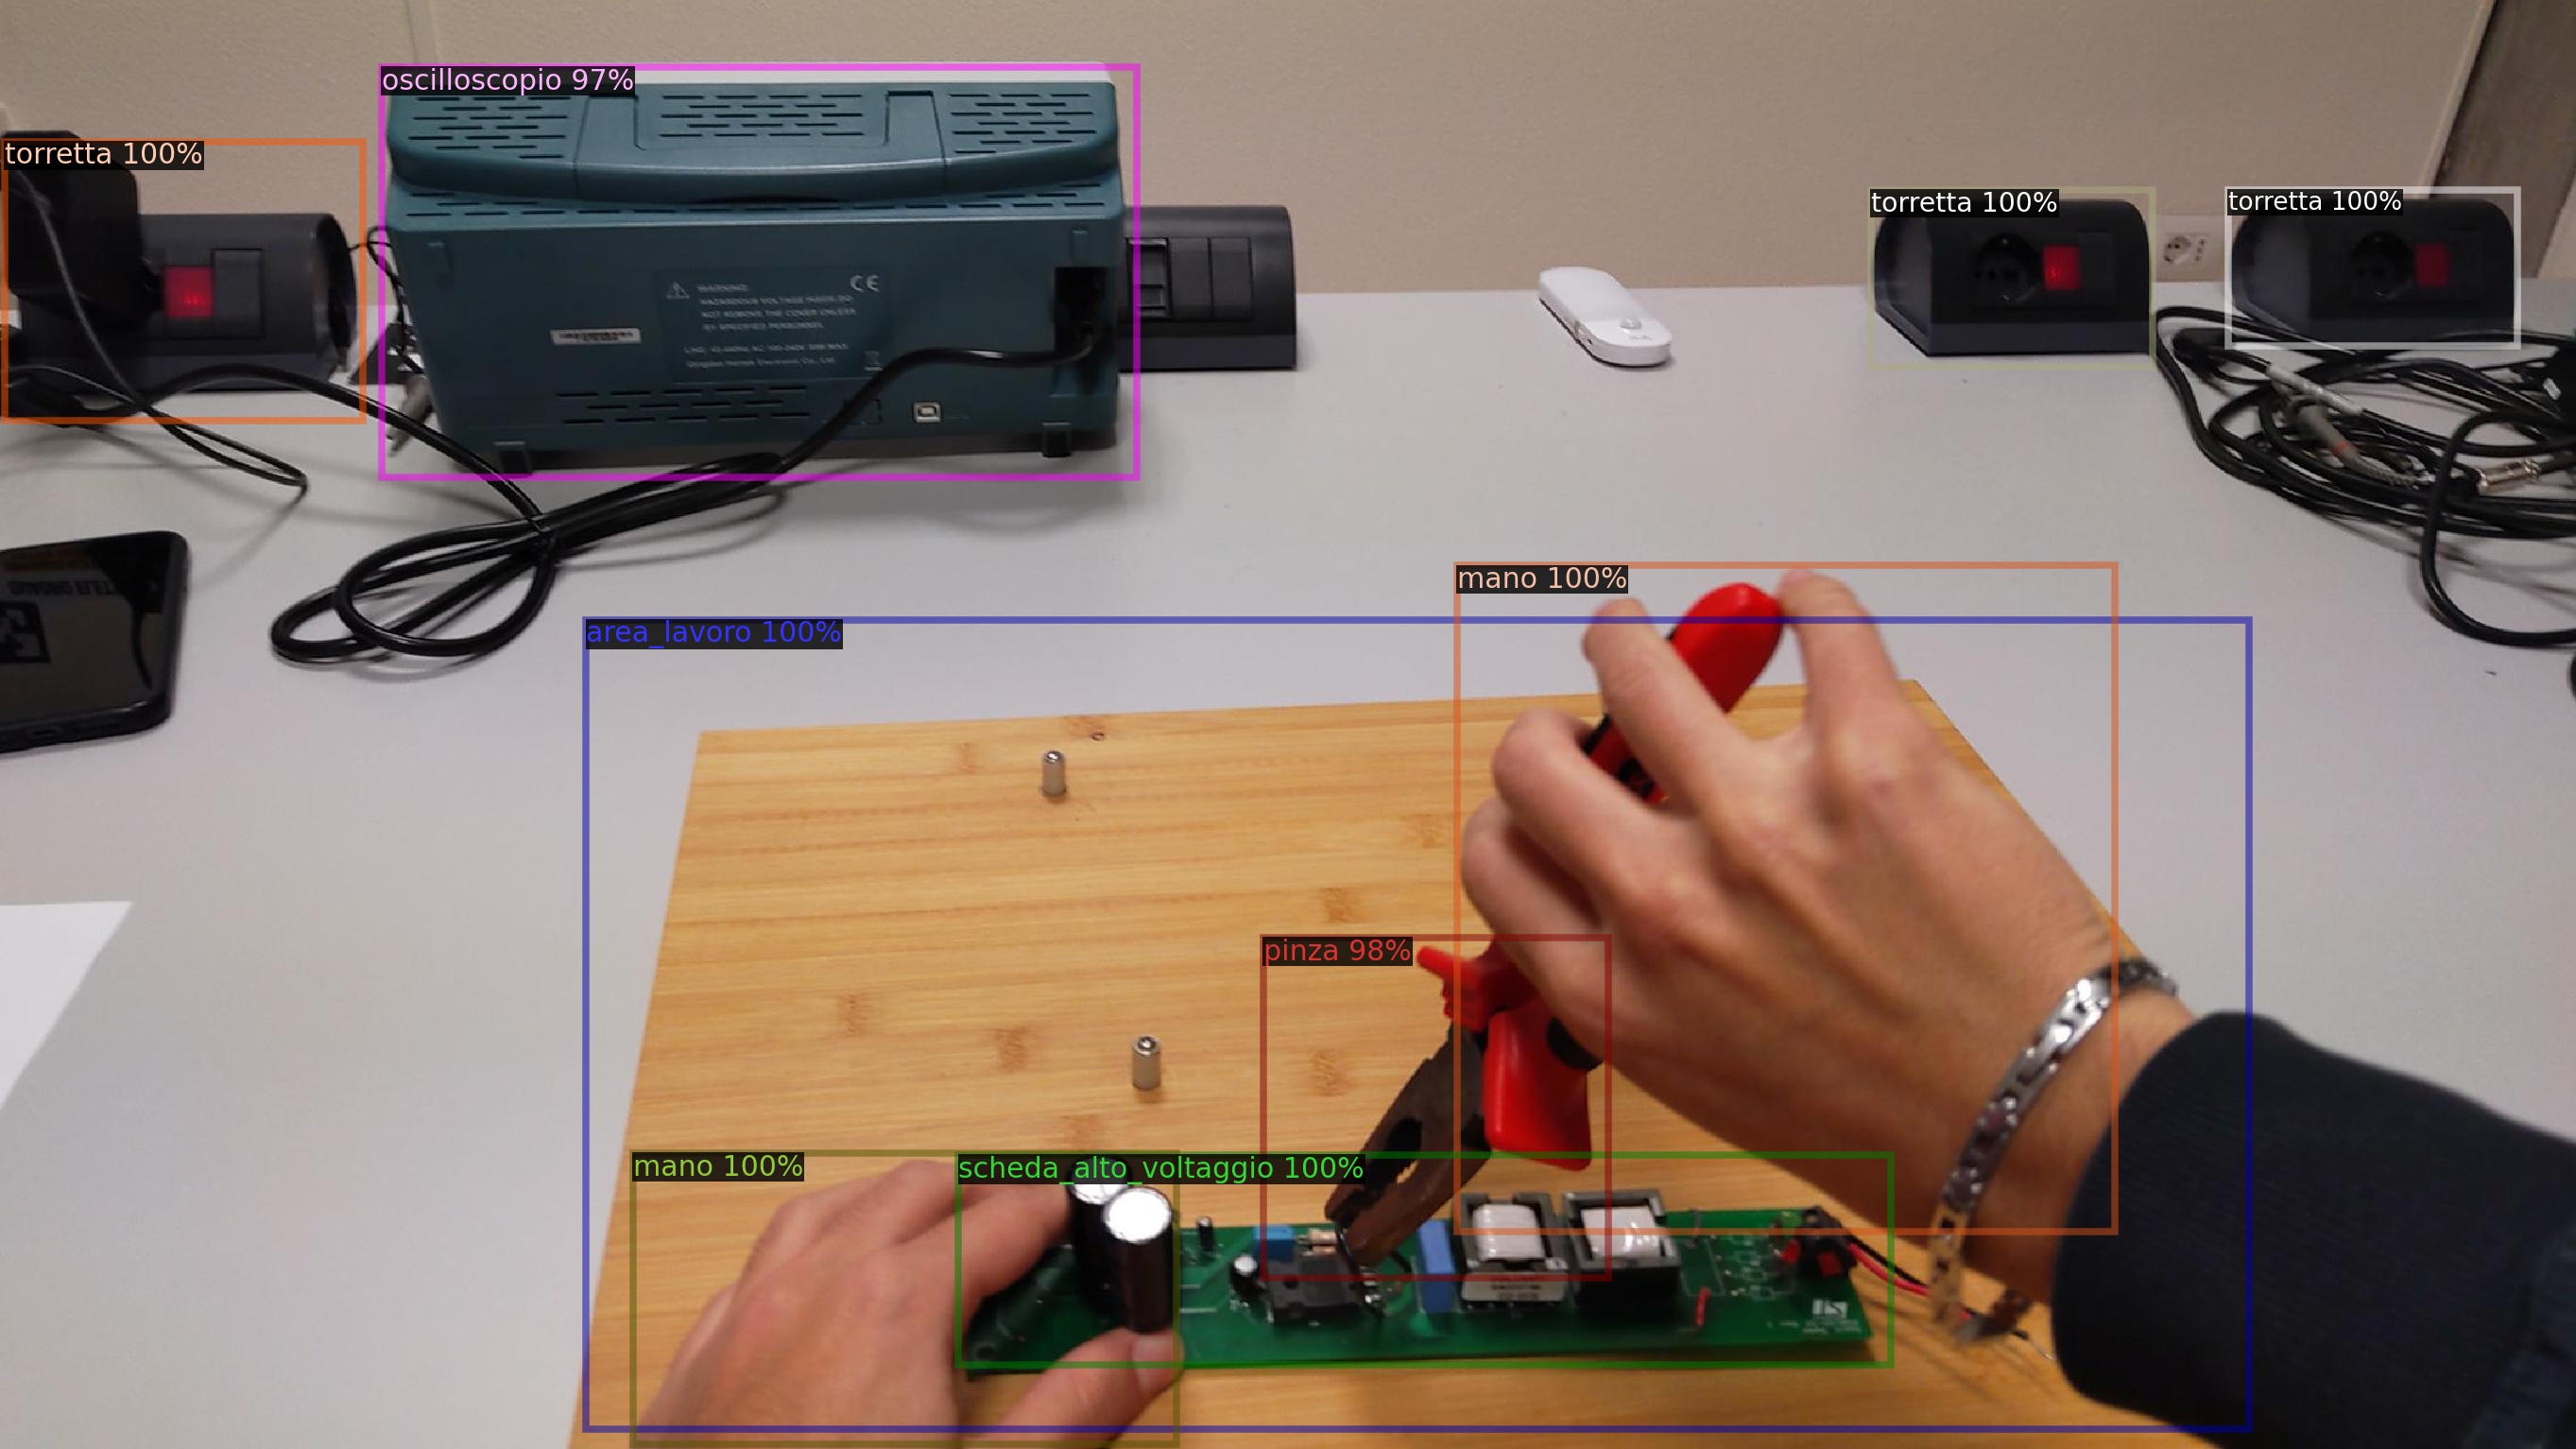 oscilloscopio 97%
torretta 100%
torretta 100%
torretta 100%
CE
WARNING:
HAZARDOUS VOLTAGE INSIDE DO
NOT REMOVE THE COVER UNLESS
BY SPECIFIED PERSONNEL
mano 100%
area_lavoro 100%
pinza 98%
mano 100%
scheda_alto_voltaggio 100%